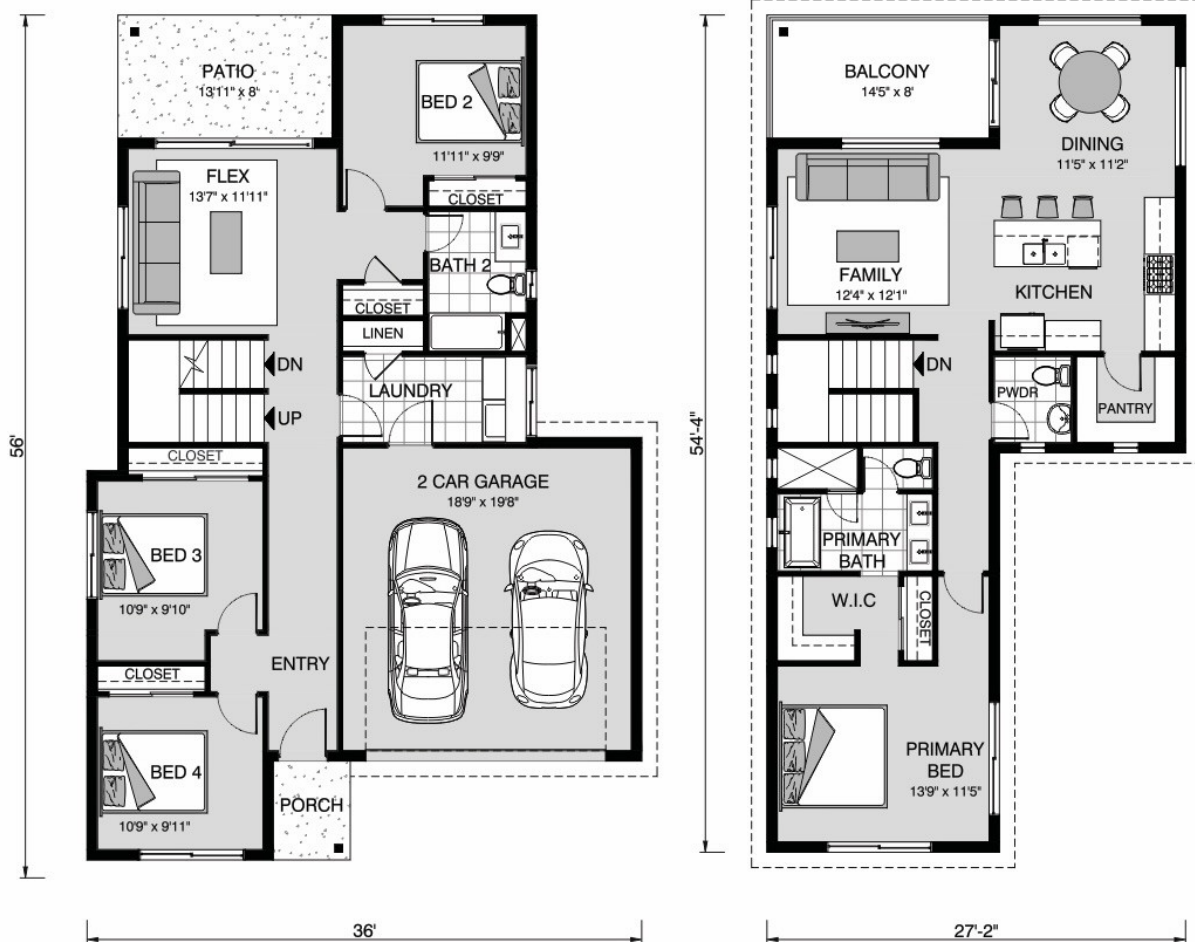 PATIO
13'11" x 8'
BED 2
11'11" x 9'9"
CLOSET
FLEX
13'7" x 11'11"
BATH 2
CLOSET
LINEN
DN
LAUNDRY
UP
CLOSET
2 CAR GARAGE
18'9" x 19'8"
BED 3
10'9" x 9'10"
CLOSET
ENTRY
BED 4
10'9" x 9'11"
PORCH
56'
36'
BALCONY
14'5" x 8'
DINING
11'5" x 11'2"
FAMILY
12'4" x 12'1"
KITCHEN
DN
PWDR
PANTRY
PRIMARY
BATH
W.I.C
CLOSET
PRIMARY
BED
13'9" x 11'5"
54'-4"
27'-2"